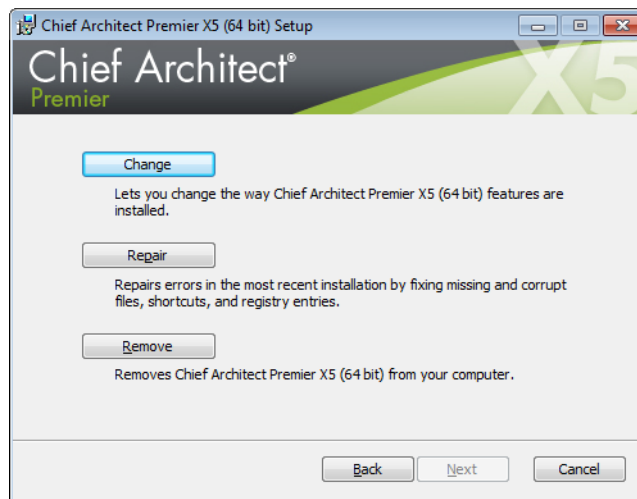 Chief Architect Premier X5 (64 bit) Setup
Chief Architect®
Premier
X5
Change
Lets you change the way Chief Architect Premier X5 (64 bit) features are
installed.
Repair
Repairs errors in the most recent installation by fixing missing and corrupt
files, shortcuts, and registry entries.
Remove
Removes Chief Architect Premier X5 (64 bit) from your computer.
Back
Next
Cancel